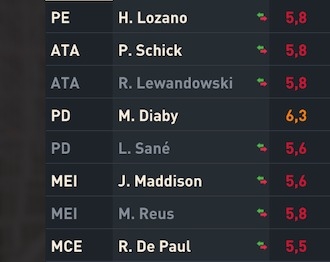 PE H. Lozano 5,8
ATA P. Schick 5,8
ATA R. Lewandowski 5,8
PD M. Diaby 6,3
PD L. Sané 5,6
MEI J. Maddison 5,6
MEI M. Reus 5,8
MCE R. De Paul 5,5